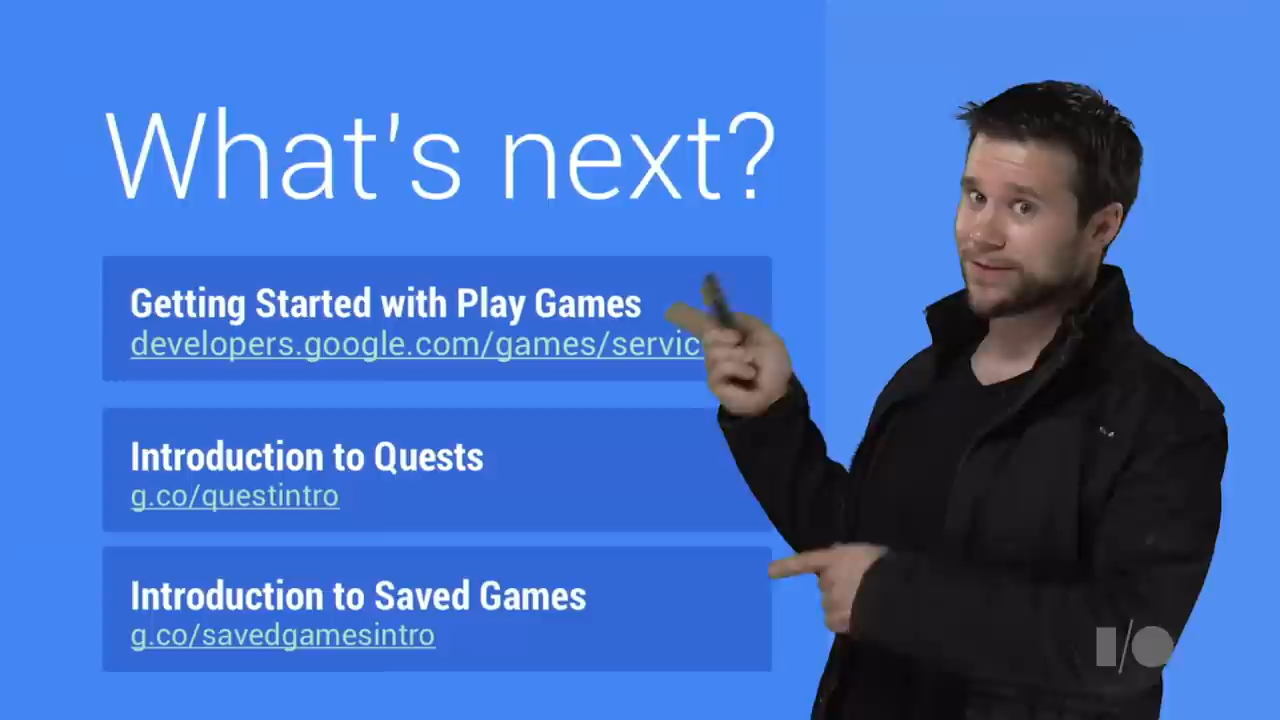 What's next?
Getting Started with Play Games
developers.google.com/games/servic
Introduction to Quests
g.co/questintro
Introduction to Saved Games
g.co/savedgamesintro
I/O